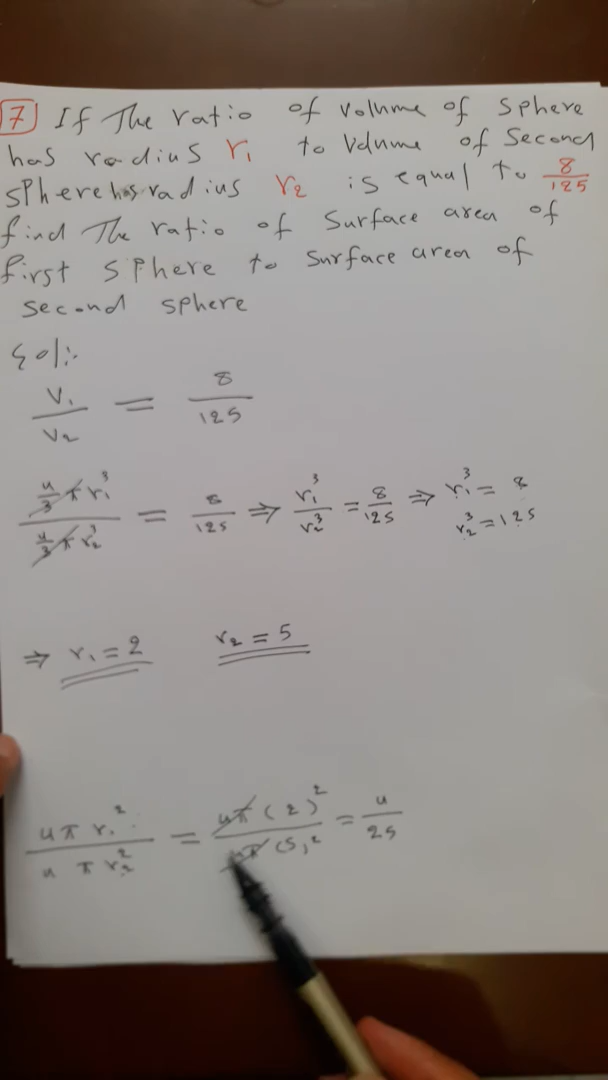 7 If The ratio of volume of sphere
has radius r₁ to Volume of Second
sphere has radius r₂ is equal to 8/125
find The ratio of Surface area of
first sphere to surface area of
second sphere
Sol:-
V₁/V₂ = 8/125
(4/3 π r₁³)/(4/3 π r₂³) = 8/125 ⇒ r₁³/r₂³ = 8/125 ⇒ r₁³ = 8
r₂³ = 125
⇒ r₁ = 2 r₂ = 5
(4π r₁²)/(4 π r₂²) = (4π (2)²)/(4π (5)²) = 4/25